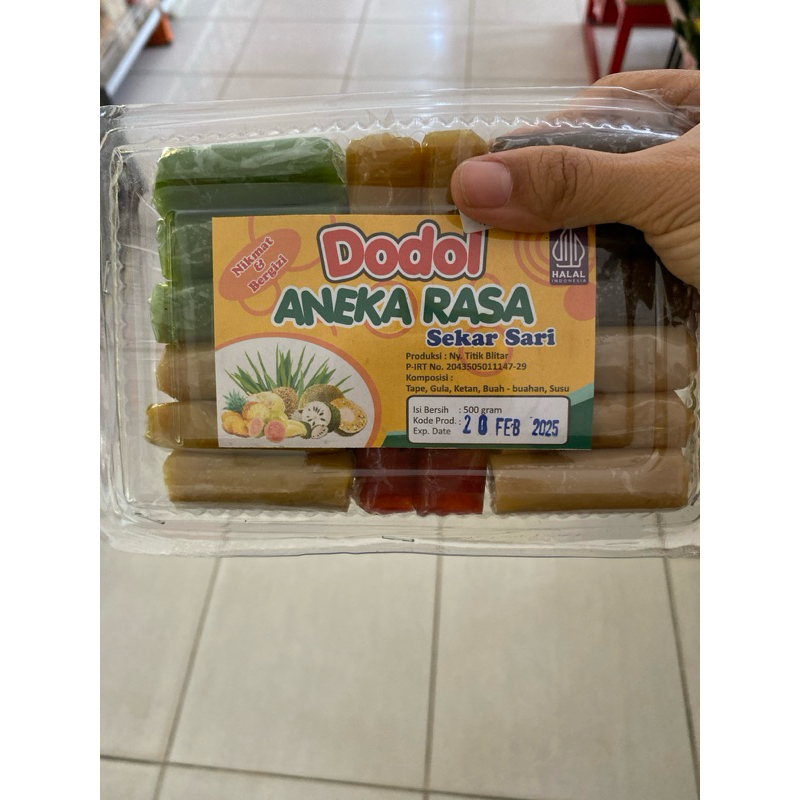 Nikmat
&
Bergizi
Dodol
HALAL
INDONESIA
ANEKA RASA
Sekar Sari
Produksi : Ny. Titik Blitar
P-IRT No. 2043505011147-29
Komposisi :
Tape, Gula, Ketan, Buah - buahan, Susu
Isi Bersih : 500 gram
Kode Prod. :
Exp. Date 20 FEB 2025